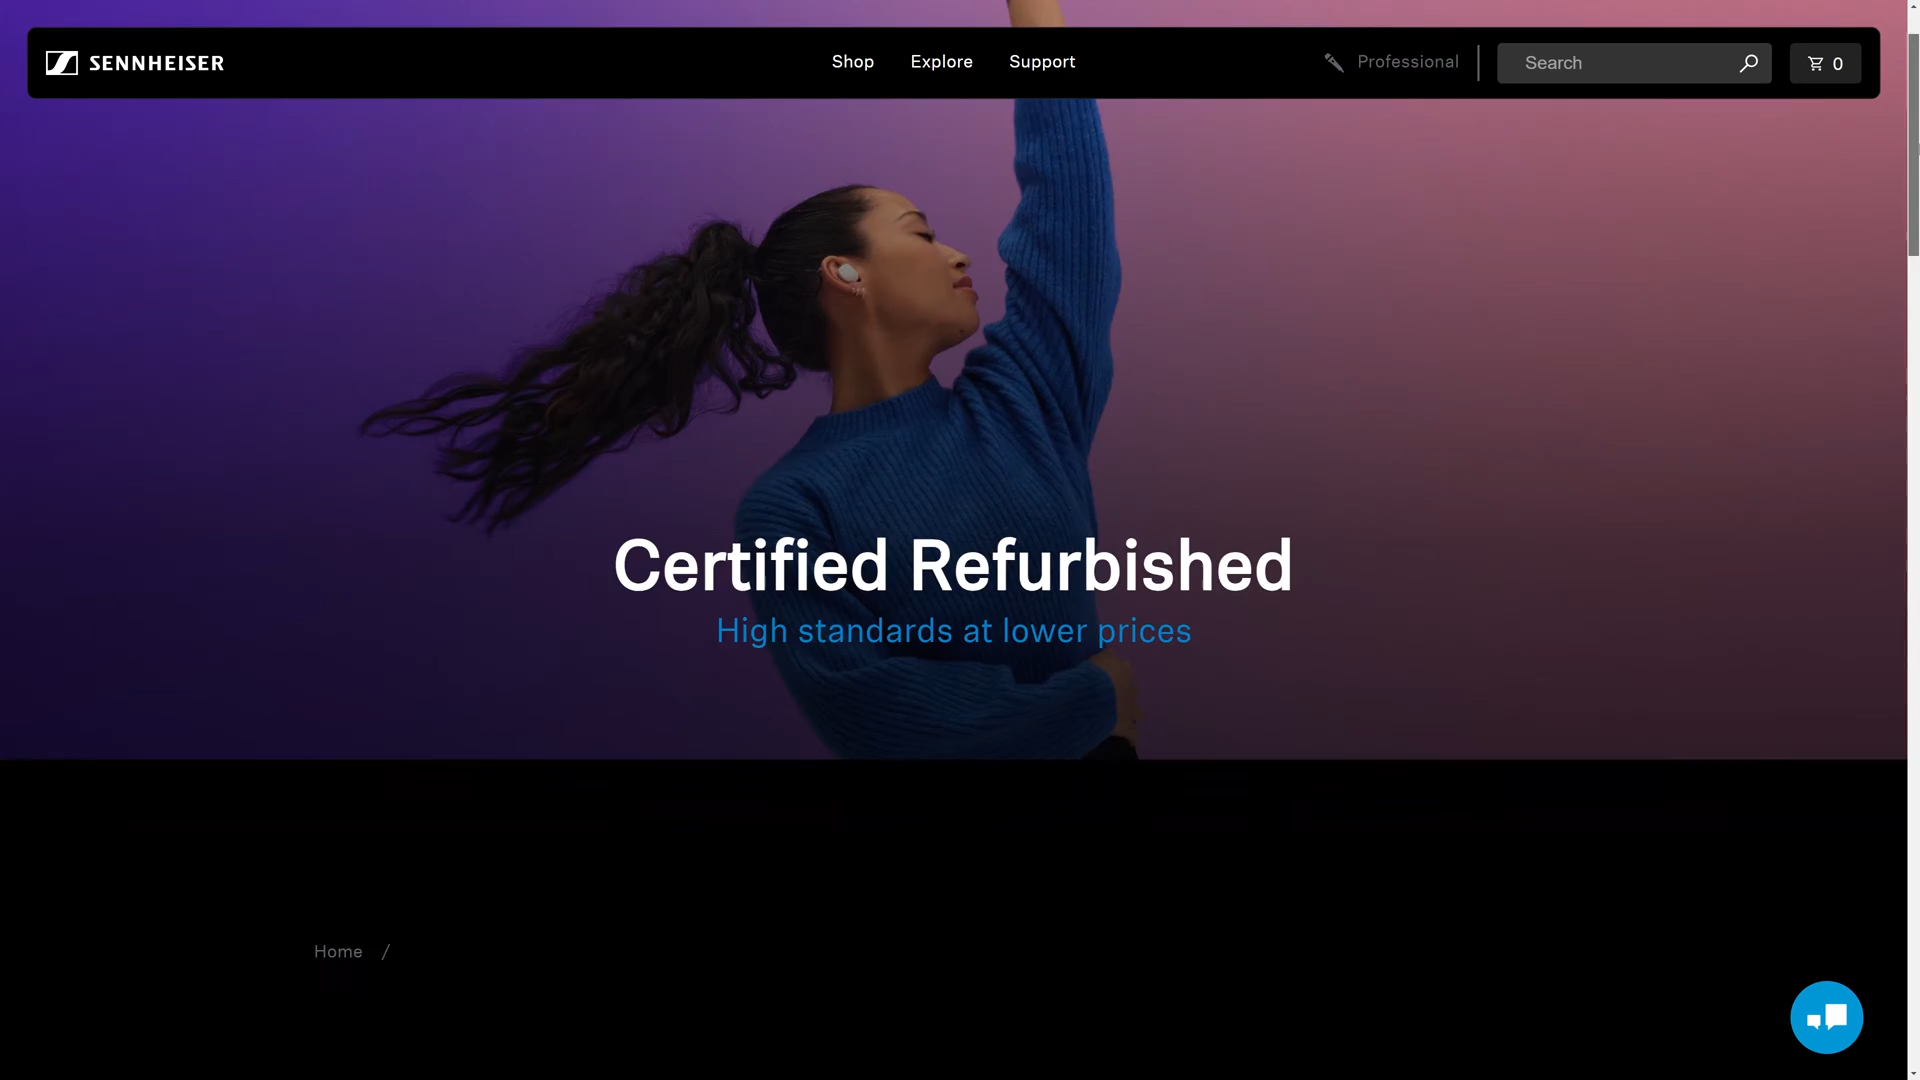 SENNHEISER
Shop
Explore
Support
Professional
Search
0
Certified Refurbished
High standards at lower prices
Home /